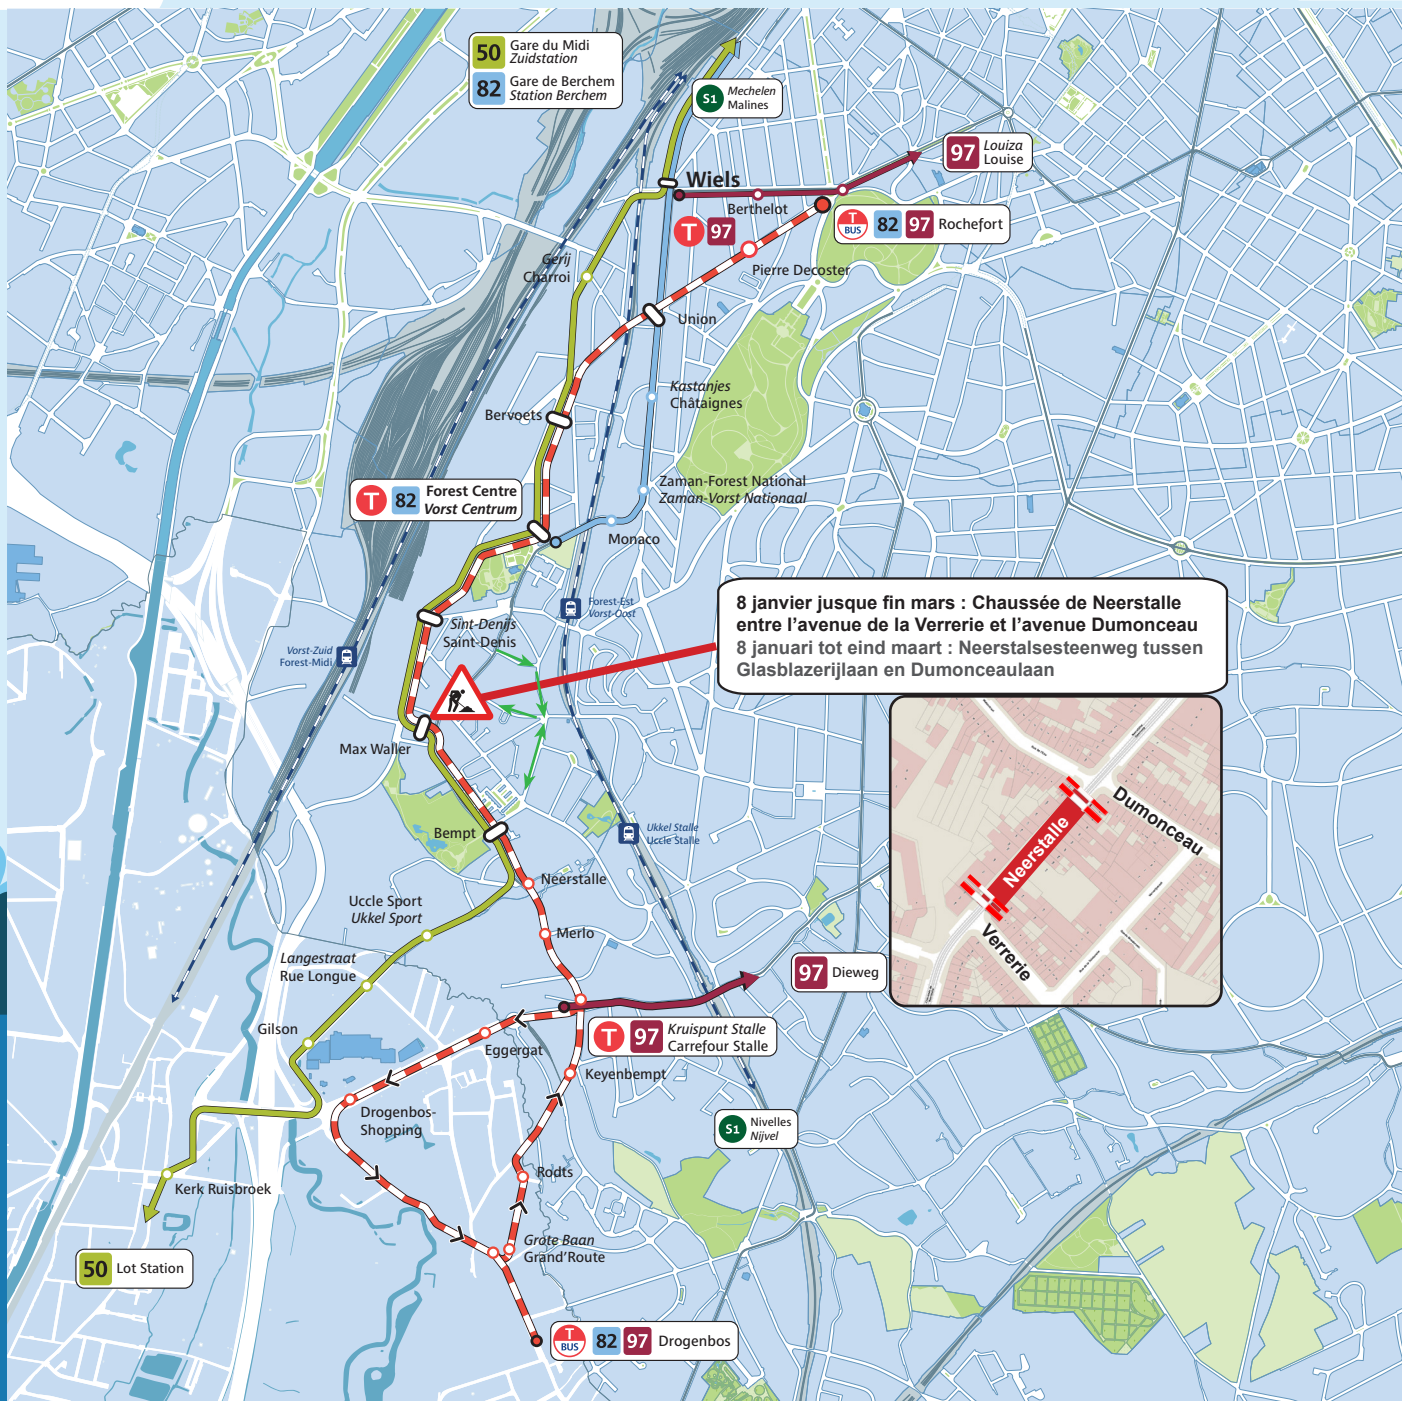 50 Gare du Midi
Zuidstation
82 Gare de Berchem
Station Berchem
S1 Mechelen
Malines
97 Louiza
Louise
Wiels
Berthelot
T 97
T BUS 82 97 Rochefort
Pierre Decoster
Gerij
Charroi
Union
Kastanjes
Châtaignes
Bervoets
Zaman-Forest National
Zaman-Vorst Nationaal
T 82 Forest Centre
Vorst Centrum
Monaco
8 janvier jusque fin mars : Chaussée de Neerstalle
entre l’avenue de la Verrerie et l’avenue Dumonceau
8 januari tot eind maart : Neerstalsesteenweg tussen
Glasblazerijlaan en Dumonceaulaan
Forest-Est
Vorst-Oost
Sint-Denijs
Saint-Denis
Vorst-Zuid
Forest-Midi
Max Waller
Dumonceau
Neerstalle
Verrerie
Bempt
Ukkel Stalle
Uccle Stalle
Neerstalle
Uccle Sport
Ukkel Sport
Merlo
Langestraat
Rue Longue
97 Dieweg
Gilson
T 97 Kruispunt Stalle
Carrefour Stalle
Eggergat
Keyenbempt
Drogenbos-
Shopping
S1 Nivelles
Nijvel
Rodts
Kerk Ruisbroek
Grote Baan
Grand’Route
50 Lot Station
T BUS 82 97 Drogenbos